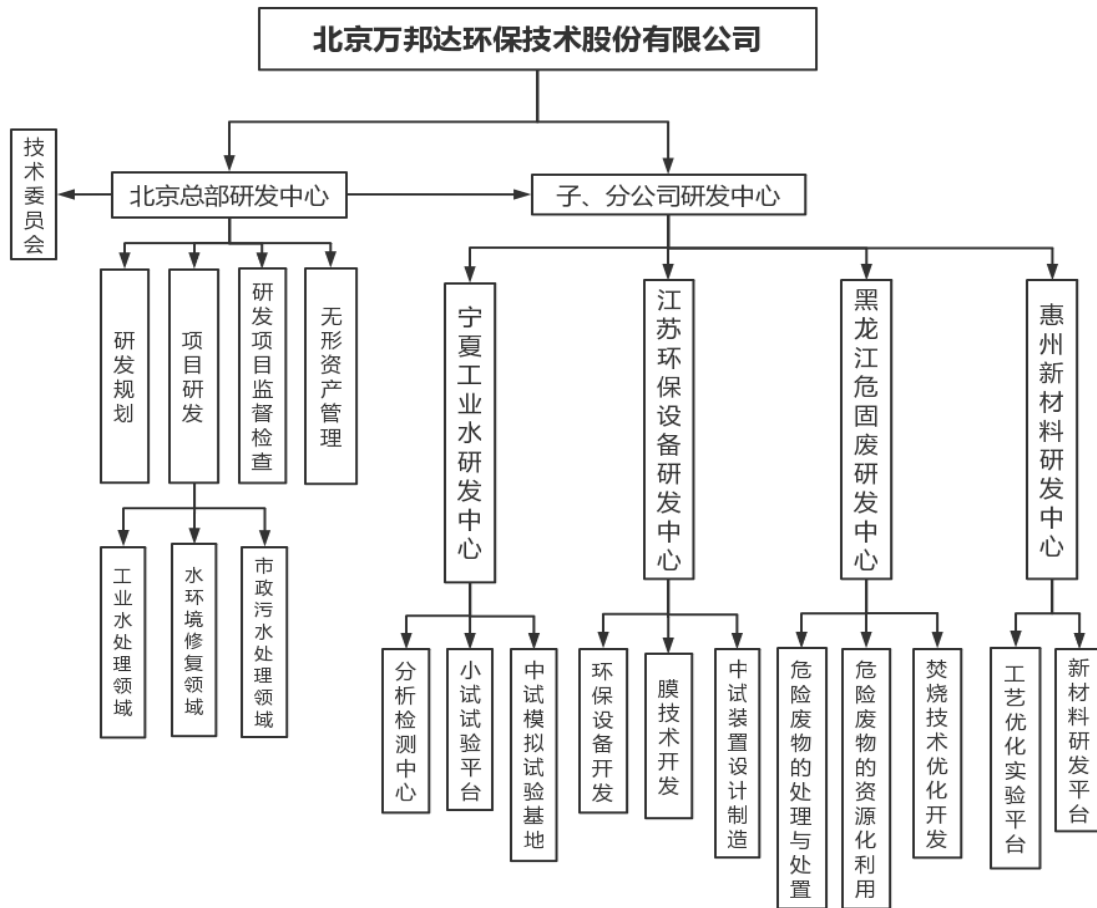 北京万邦达环保技术股份有限公司
技术委员会
北京总部研发中心
子、分公司研发中心
研发规划
项目研发
研发项目监督检查
无形资产管理
宁夏工业水研发中心
江苏环保设备研发中心
黑龙江危固废研发中心
惠州新材料研发中心
工业水处理领域
水环境修复领域
市政污水处理领域
分析检测中心
小试试验平台
中试模拟试验基地
环保设备开发
膜技术开发
中试装置设计制造
危险废物的处理与处置
危险废物的资源化利用
焚烧技术优化开发
工艺优化实验平台
新材料研发平台